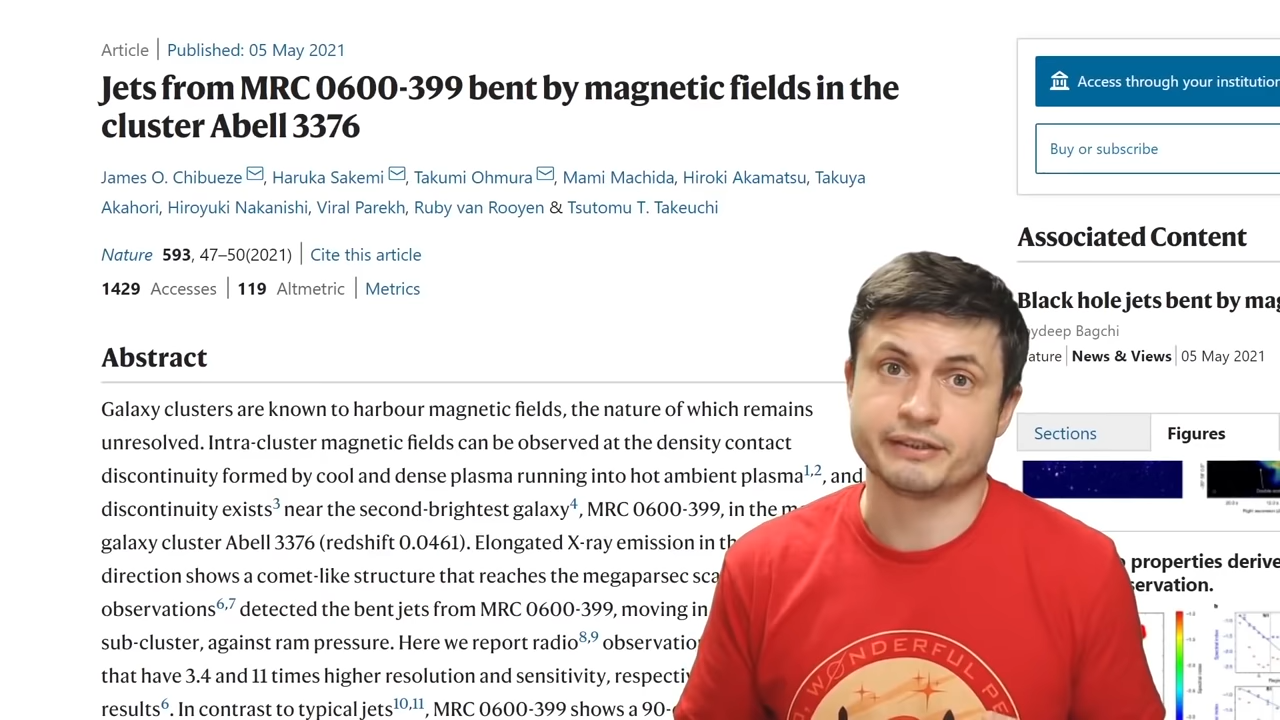 Article | Published: 05 May 2021
Jets from MRC 0600-399 bent by magnetic fields in the
cluster Abell 3376
James O. Chibueze, Haruka Sakemi, Takumi Ohmura, Mami Machida, Hiroki Akamatsu, Takuya
Akahori, Hiroyuki Nakanishi, Viral Parekh, Ruby van Rooyen & Tsutomu T. Takeuchi
Nature 593, 47–50(2021) | Cite this article
1429 Accesses | 119 Altmetric | Metrics
Abstract
Galaxy clusters are known to harbour magnetic fields, the nature of which remains
unresolved. Intra-cluster magnetic fields can be observed at the density contact
discontinuity formed by cool and dense plasma running into hot ambient plasma1,2, and
discontinuity exists3 near the second-brightest galaxy4, MRC 0600-399, in the
galaxy cluster Abell 3376 (redshift 0.0461). Elongated X-ray emission in
direction shows a comet-like structure that reaches the megaparsec
observations6,7 detected the bent jets from MRC 0600-399, moving in
sub-cluster, against ram pressure. Here we report radio8,9
that have 3.4 and 11 times higher resolution and sensitivity,
results6. In contrast to typical jets10,11, MRC 0600-399 shows a 90-
Access through your institution
Buy or subscribe
Associated Content
Black hole jets bent by
Bagchi
News & Views | 05 May 2021
Sections
Figures
properties
WONDERFUL